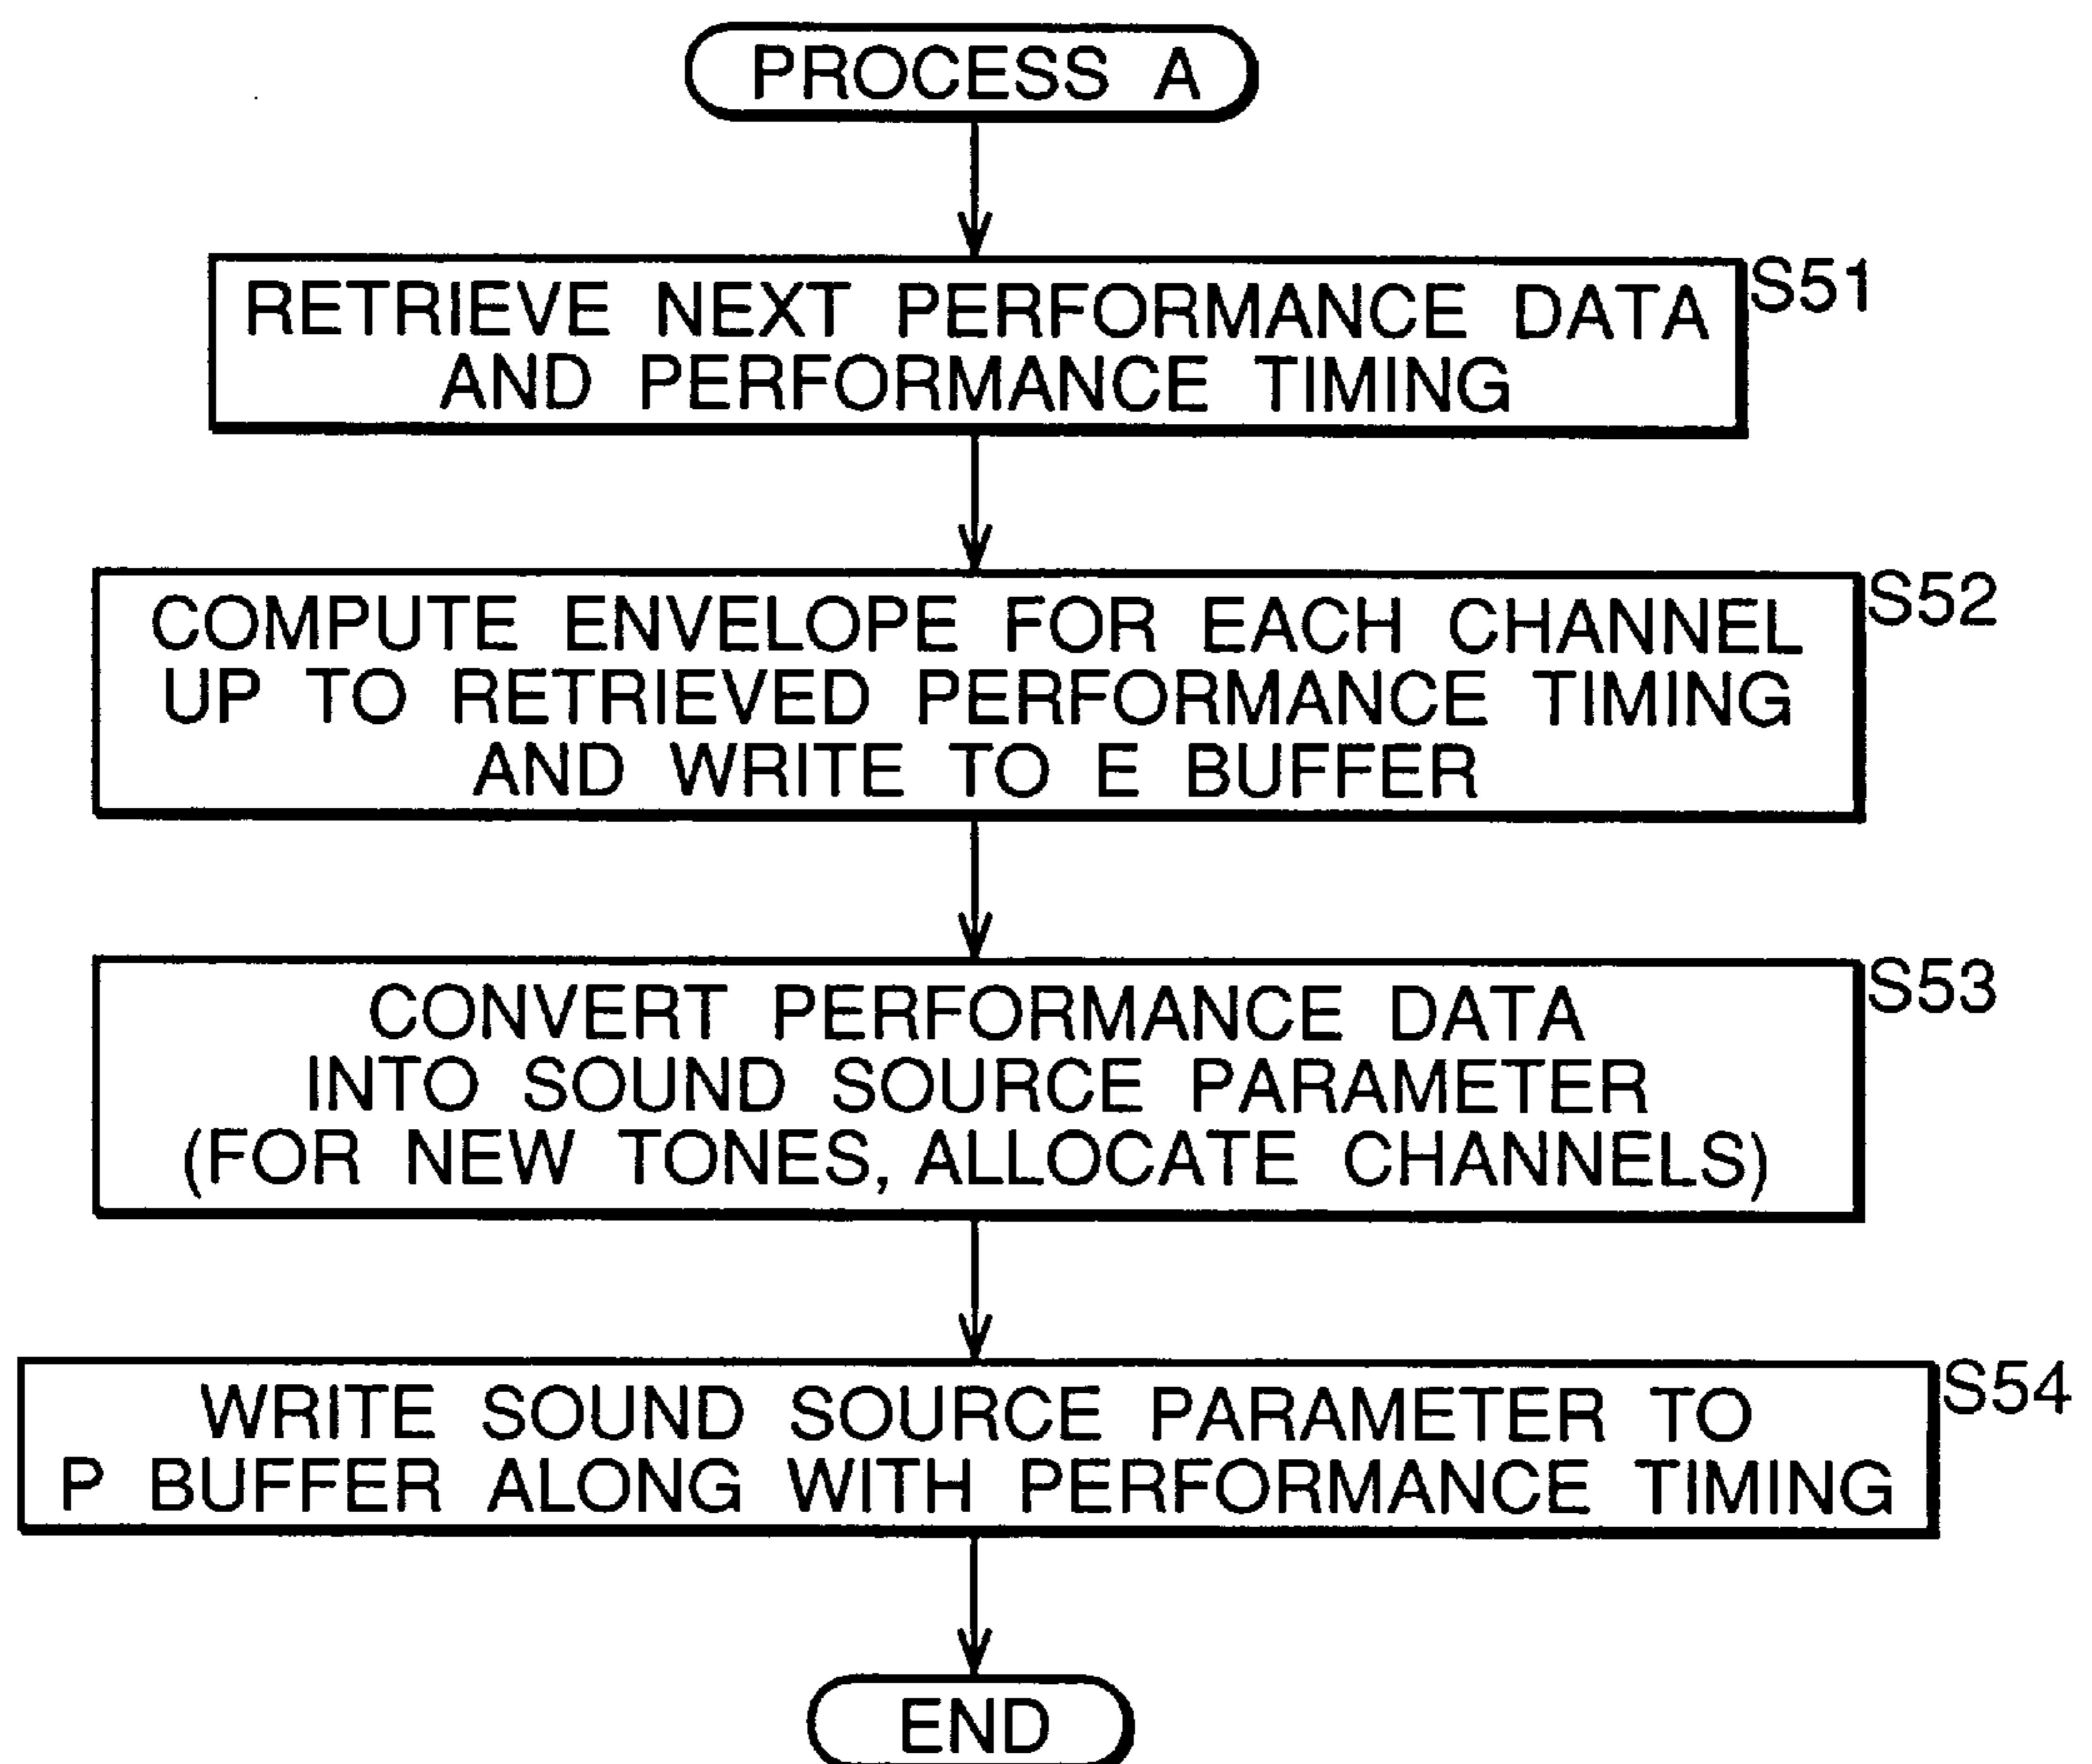 PROCESS A
RETRIEVE NEXT PERFORMANCE DATA
AND PERFORMANCE TIMING
S51
COMPUTE ENVELOPE FOR EACH CHANNEL
UP TO RETRIEVED PERFORMANCE TIMING
AND WRITE TO E BUFFER
S52
CONVERT PERFORMANCE DATA
INTO SOUND SOURCE PARAMETER
(FOR NEW TONES, ALLOCATE CHANNELS)
S53
WRITE SOUND SOURCE PARAMETER TO
P BUFFER ALONG WITH PERFORMANCE TIMING
S54
END